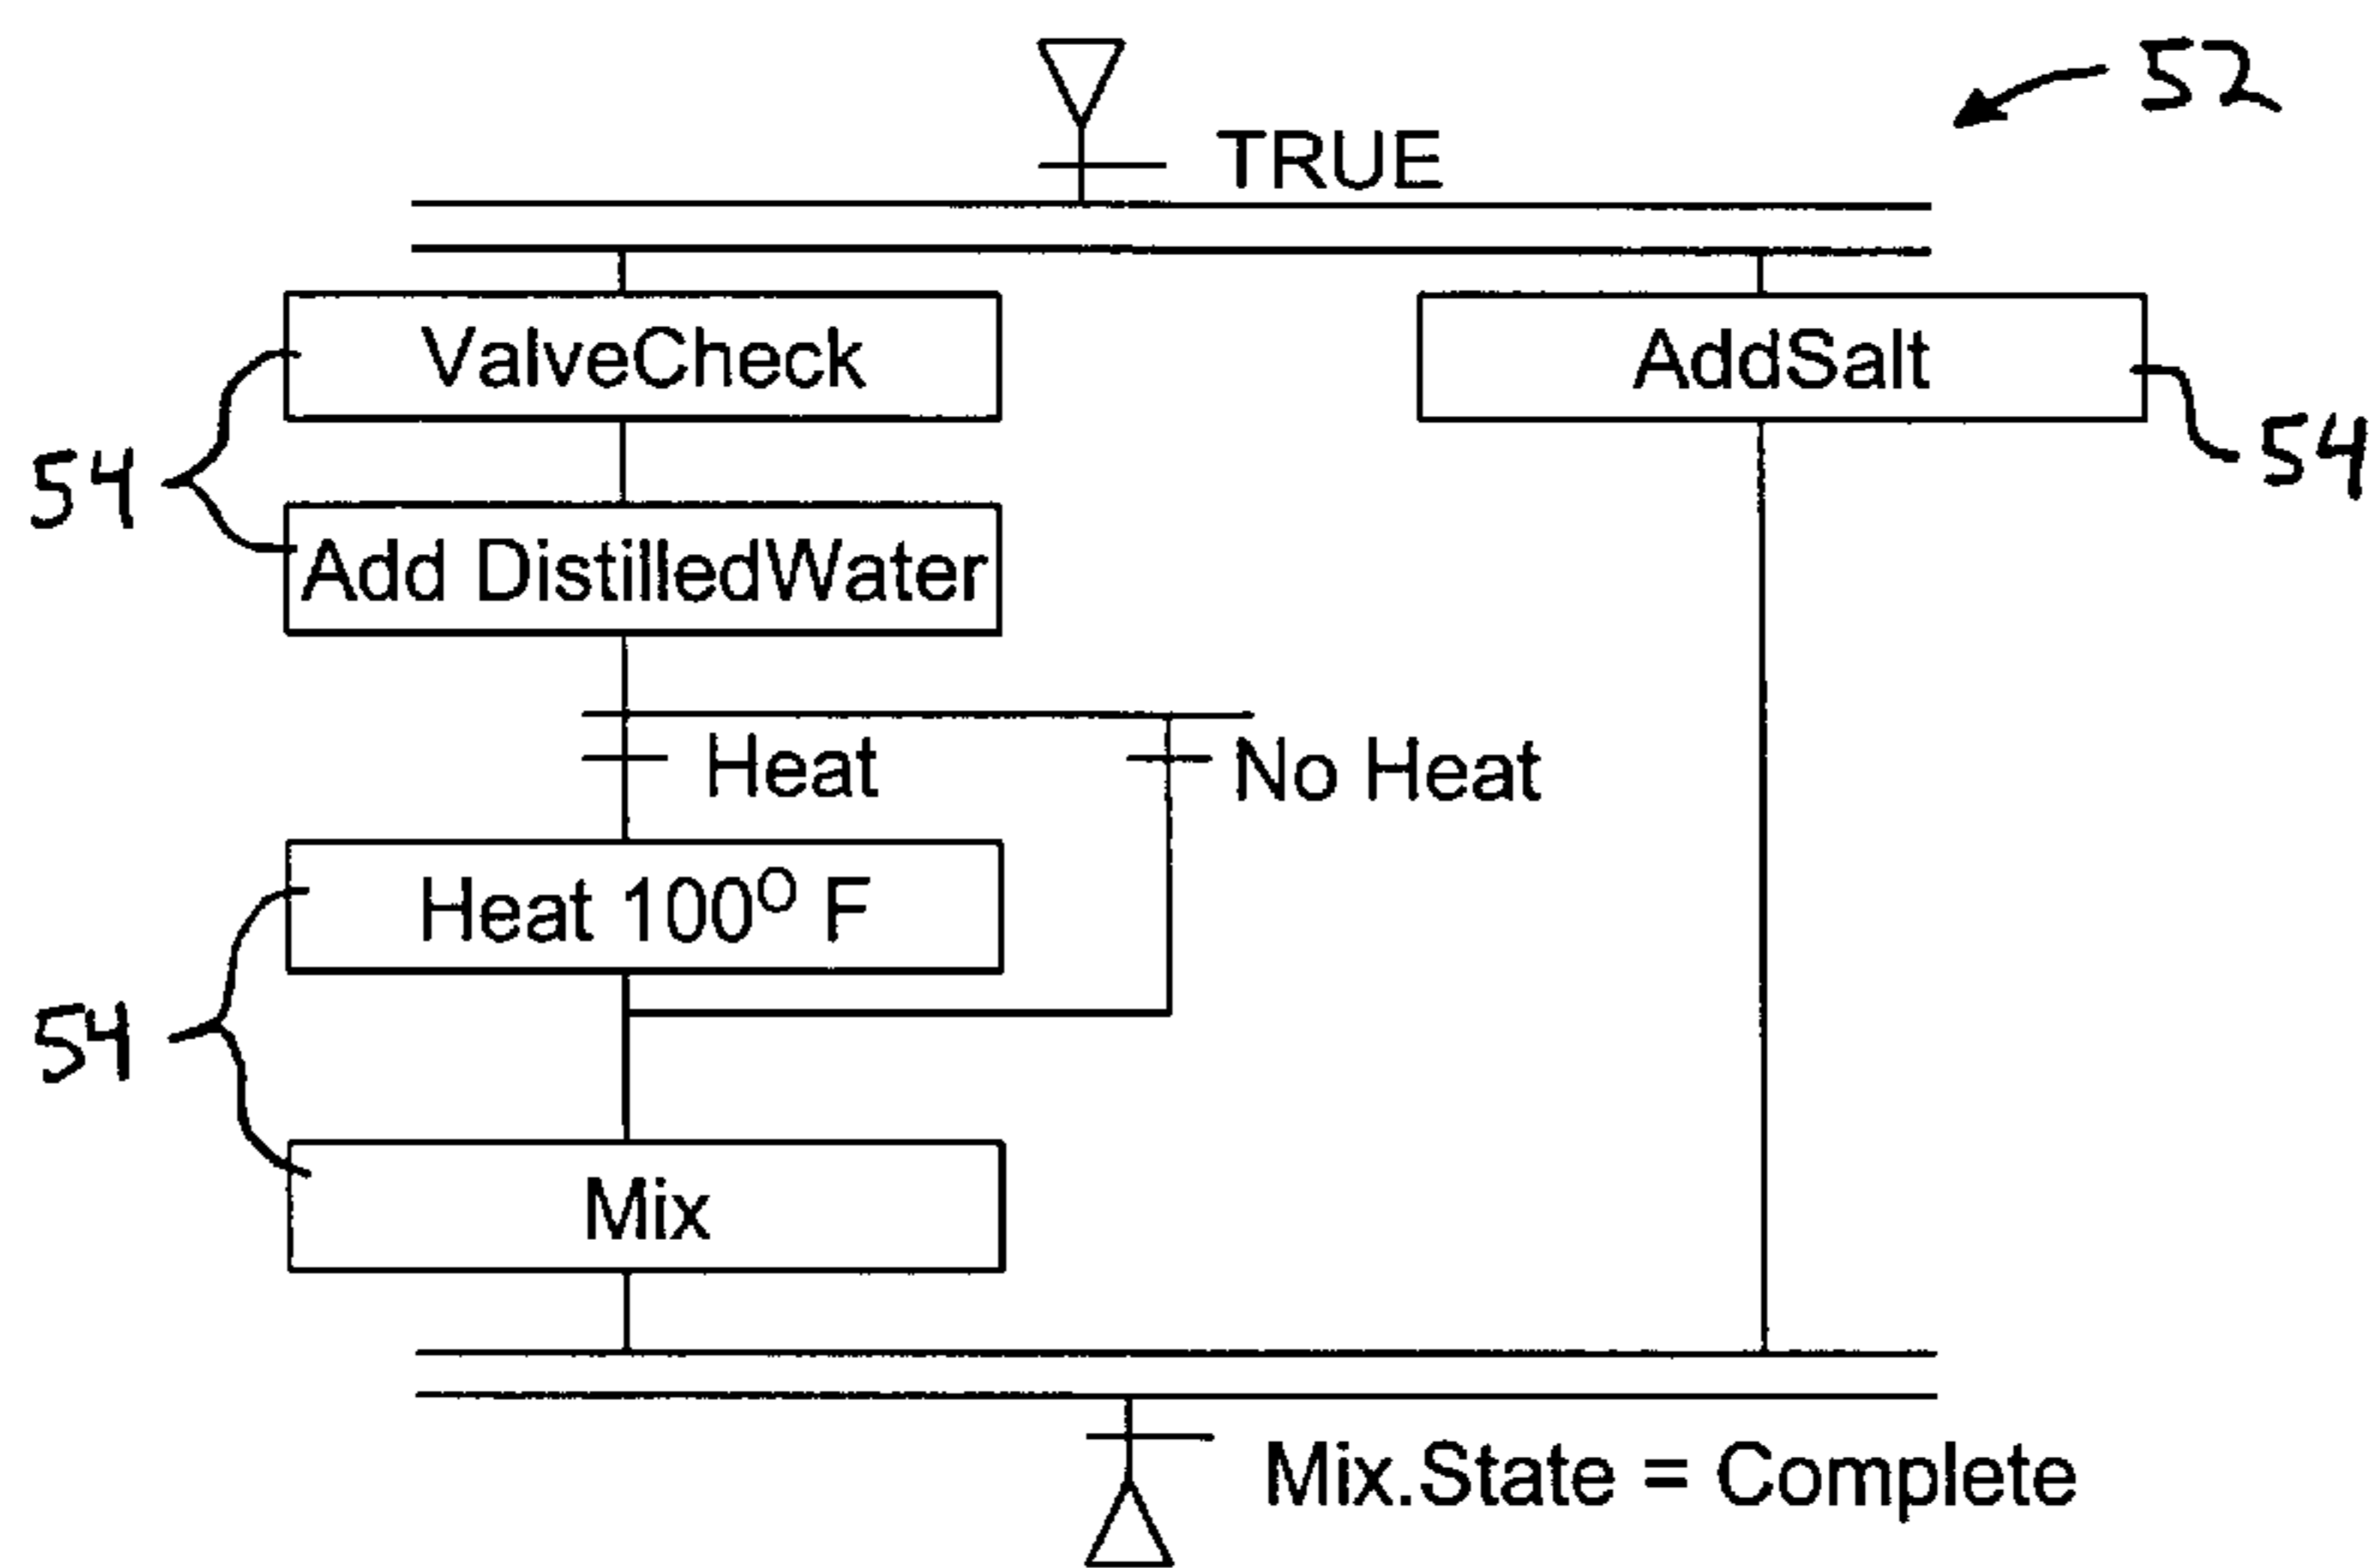 52
TRUE
ValveCheck
AddSalt
54
54
Add DistilledWater
Heat
No Heat
Heat 100° F
54
Mix
Mix.State = Complete